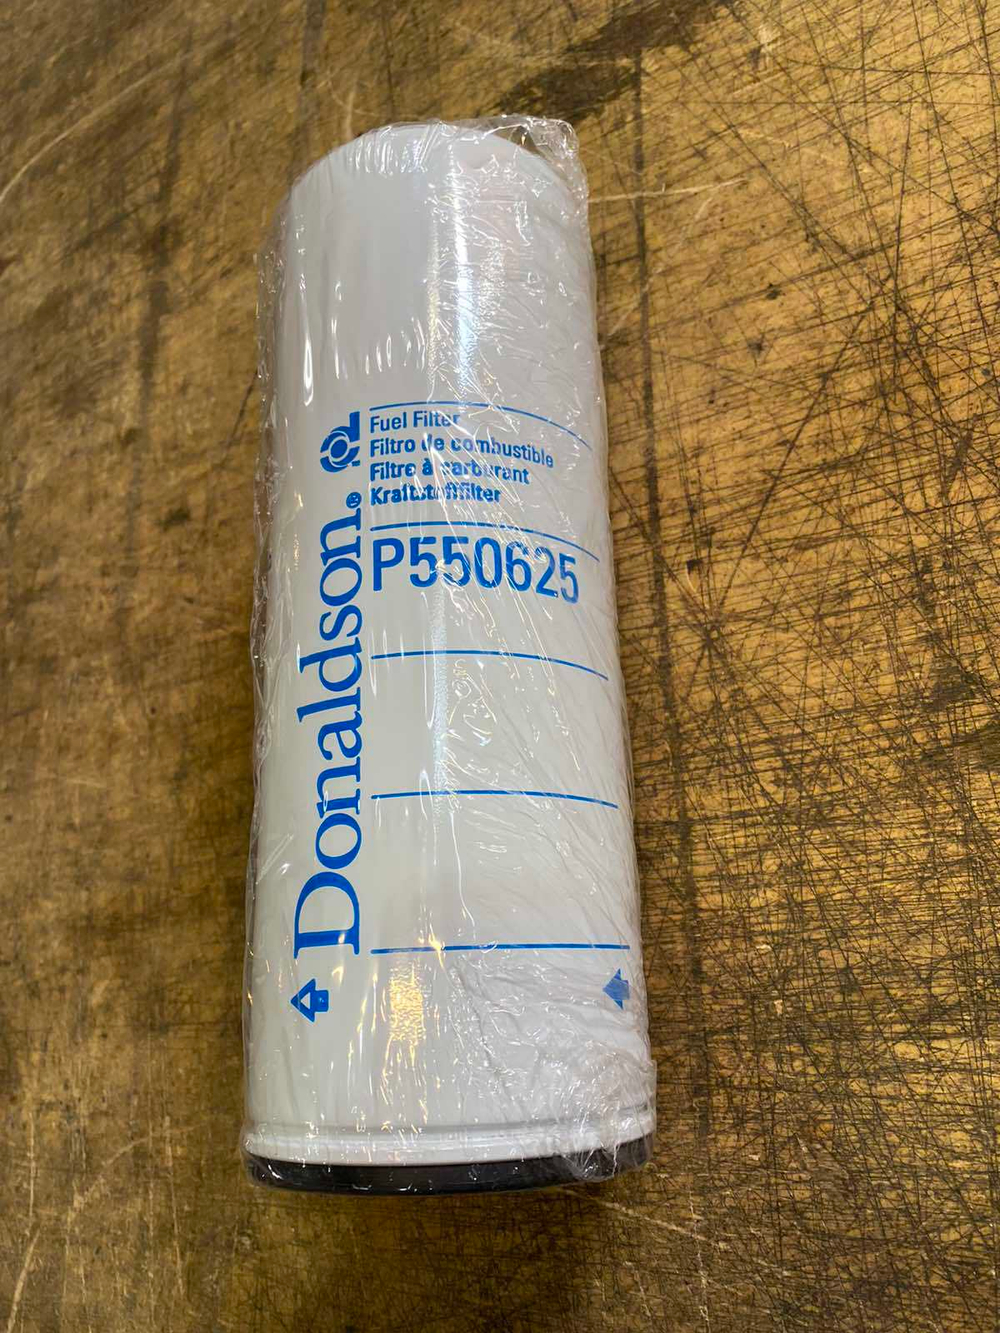 Donaldson®
Fuel Filter
Filtro de combustible
Filtre à carburant
Kraftstofffilter
P550625